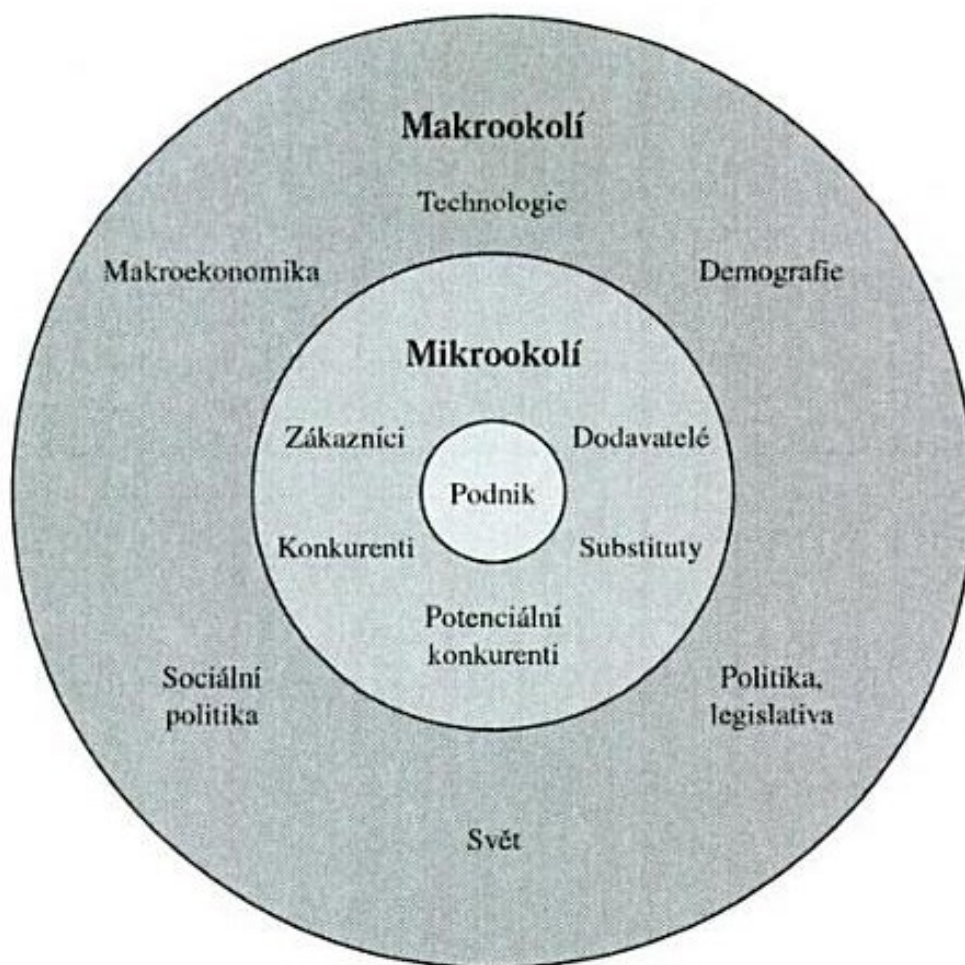 Makrookolí
Technologie
Makroekonomika
Demografie
Mikrookolí
Zákazníci
Dodavatelé
Podnik
Konkurenti
Substituty
Potenciální
konkurenti
Sociální
politika
Politika,
legislativa
Svět